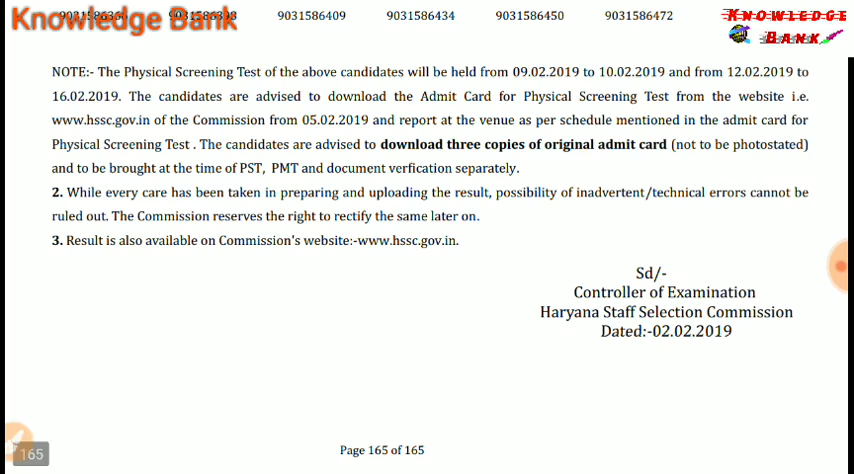 9031586409 9031586434 9031586450 9031586472
Knowledge Bank
KNOWLEDGE
BANK
NOTE:- The Physical Screening Test of the above candidates will be held from 09.02.2019 to 10.02.2019 and from 12.02.2019 to
16.02.2019. The candidates are advised to download the Admit Card for Physical Screening Test from the website i.e.
www.hssc.gov.in of the Commission from 05.02.2019 and report at the venue as per schedule mentioned in the admit card for
Physical Screening Test . The candidates are advised to download three copies of original admit card (not to be photostated)
and to be brought at the time of PST, PMT and document verfication separately.
2. While every care has been taken in preparing and uploading the result, possibility of inadvertent/technical errors cannot be
ruled out. The Commission reserves the right to rectify the same later on.
3. Result is also available on Commission's website:-www.hssc.gov.in.
Sd/-
Controller of Examination
Haryana Staff Selection Commission
Dated:-02.02.2019
Page 165 of 165
165